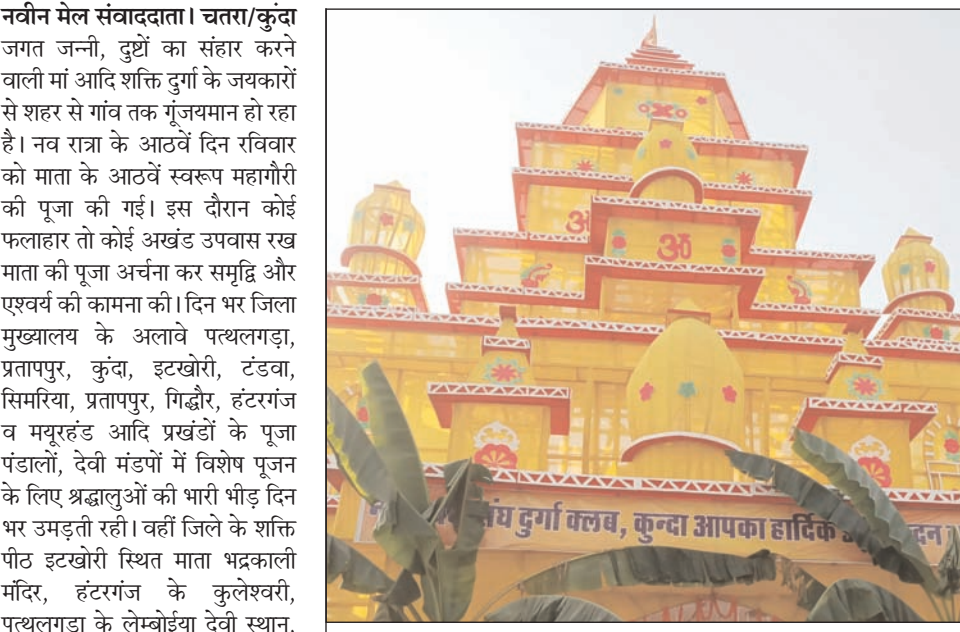 नवीन मेल संवाददाता। चतरा/कुंदा
जगत जन्नी, दुष्टों का संहार करने
वाली मां आदि शक्ति दुर्गा के जयकारों
से शहर से गांव तक गूंजयमान हो रहा
है। नव रात्रा के आठवें दिन रविवार
को माता के आठवें स्वरूप महागौरी
की पूजा की गई। इस दौरान कोई
फलाहार तो कोई अखंड उपवास रख
माता की पूजा अर्चना कर समृद्वि और
एश्वर्य की कामना की। दिन भर जिला
मुख्यालय के अलावे पत्थलगड़ा,
प्रतापपुर, कुंदा, इटखोरी, टंडवा,
सिमरिया, प्रतापपुर, गिद्धौर, हंटरगंज
व मयूरहंड आदि प्रखंडों के पूजा
पंडालों, देवी मंडपों में विशेष पूजन
के लिए श्रद्धालुओं की भारी भीड़ दिन
भर उमड़ती रही। वहीं जिले के शक्ति
पीठ इटखोरी स्थित माता भद्रकाली
मंदिर, हंटरगंज के कुलेश्वरी,
पत्थलगडा के लेम्बोईया देवी स्थान,
ॐ
ॐ
संघ दुर्गा क्लब, कुन्दा आपका हार्दिक